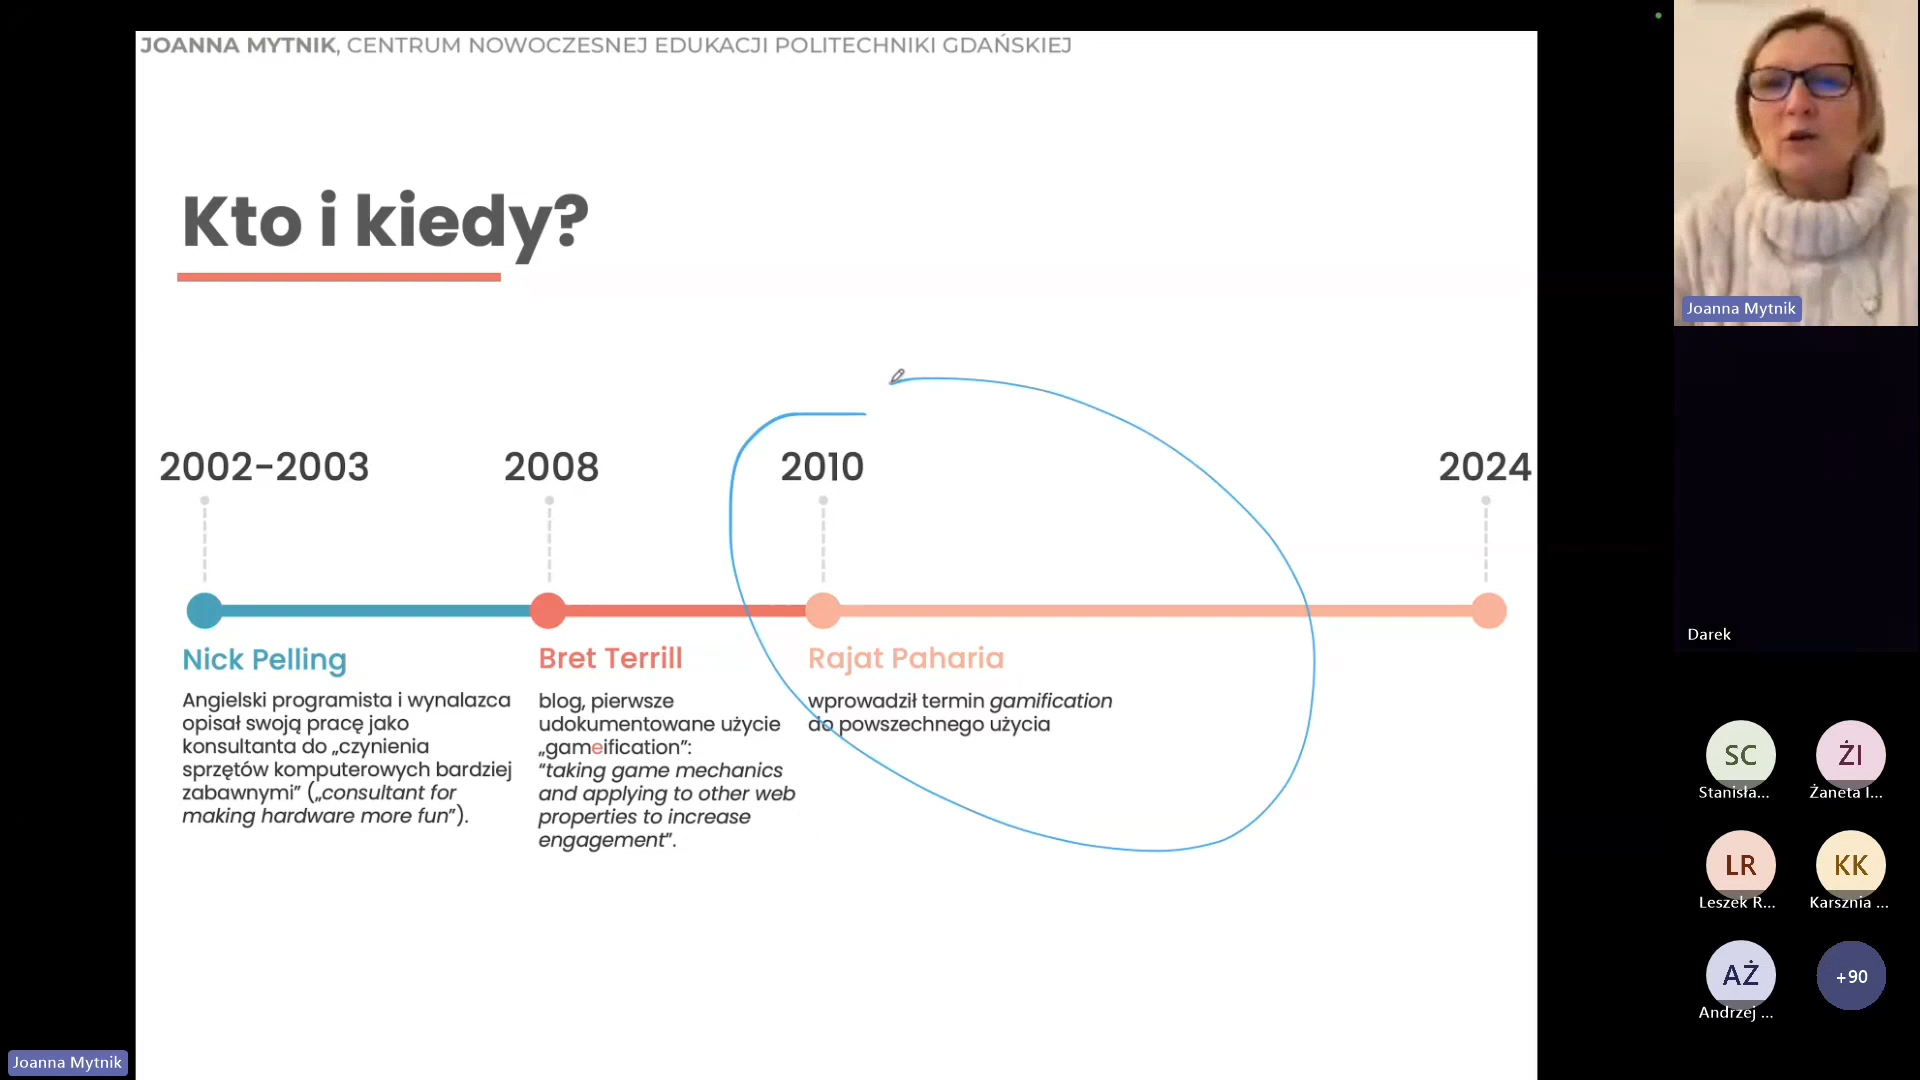 JOANNA MYTNIK, CENTRUM NOWOCZESNEJ EDUKACJI POLITECHNIKI GDAŃSKIEJ
Kto i kiedy?
2002-2003
2008
2010
2024
Nick Pelling
Angielski programista i wynalazca
opisał swoją pracę jako
konsultanta do „czynienia
sprzętów komputerowych bardziej
zabawnymi” („consultant for
making hardware more fun”).
Bret Terrill
blog, pierwsze
udokumentowane użycie
„gameification”:
“taking game mechanics
and applying to other web
properties to increase
engagement”.
Rajat Paharia
wprowadził termin gamification
do powszechnego użycia
Joanna Mytnik
Darek
SC
Stanisła...
ŻI
Żaneta I...
LR
Leszek R...
KK
Karsznia ...
AŻ
Andrzej ...
+90
Joanna Mytnik